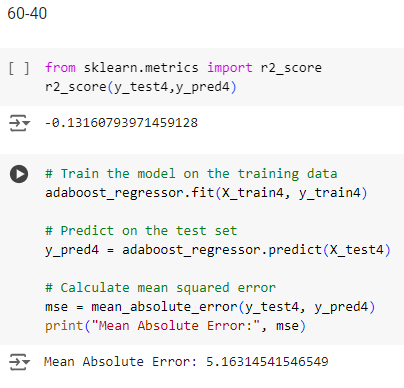 60-40
[ ] from sklearn.metrics import r2_score
r2_score(y_test4,y_pred4)
-0.13160793971459128
# Train the model on the training data
adaboost_regressor.fit(X_train4, y_train4)
# Predict on the test set
y_pred4 = adaboost_regressor.predict(X_test4)
# Calculate mean squared error
mse = mean_absolute_error(y_test4, y_pred4)
print("Mean Absolute Error:", mse)
Mean Absolute Error: 5.16314541546549